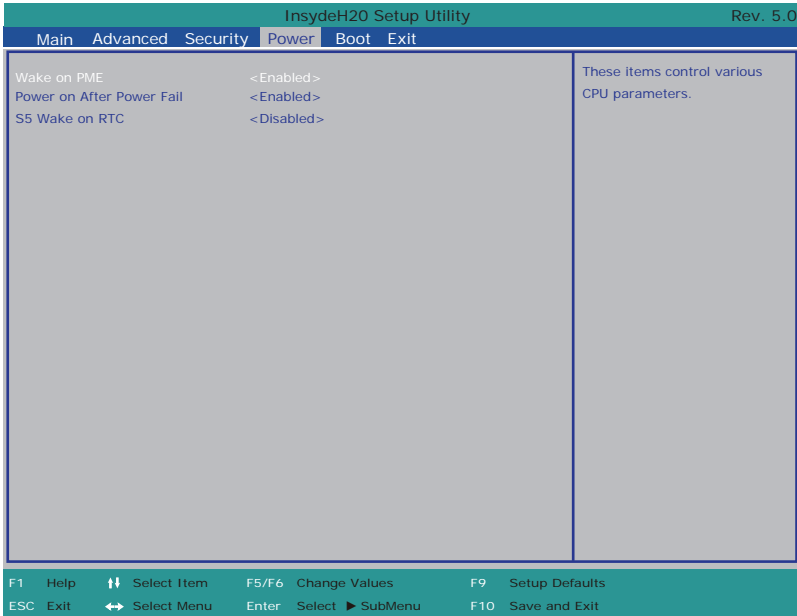 InsydeH20 Setup Utility Rev. 5.0
Main Advanced Security Power Boot Exit
Wake on PME <Enabled>
Power on After Power Fail <Enabled>
S5 Wake on RTC <Disabled>
These items control various
CPU parameters.
F1 Help Select Item F5/F6 Change Values F9 Setup Defaults
ESC Exit Select Menu Enter Select ▶ SubMenu F10 Save and Exit